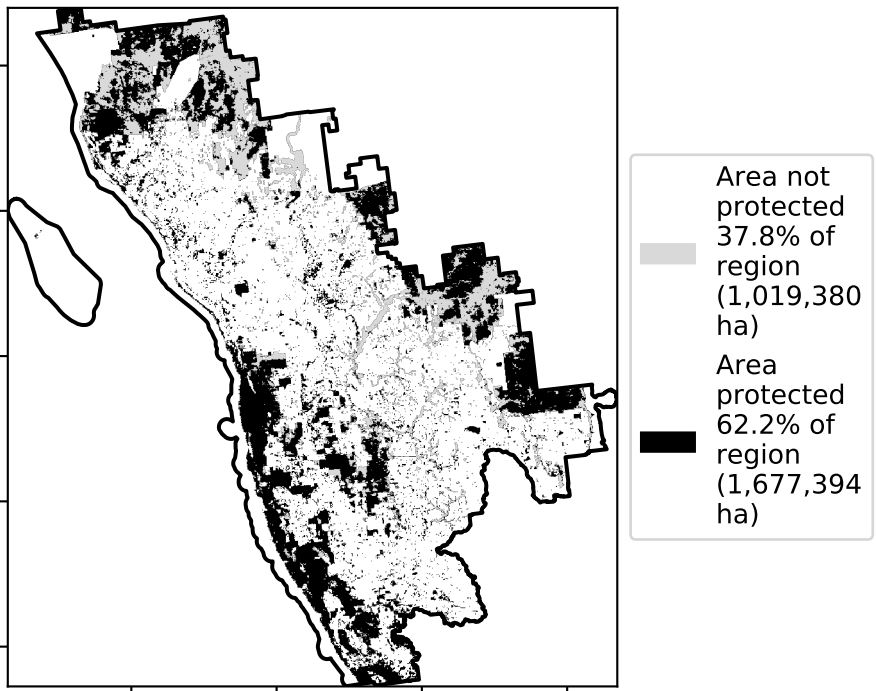 Area not
protected
37.8% of
region
(1,019,380
ha)
Area
protected
62.2% of
region
(1,677,394
ha)